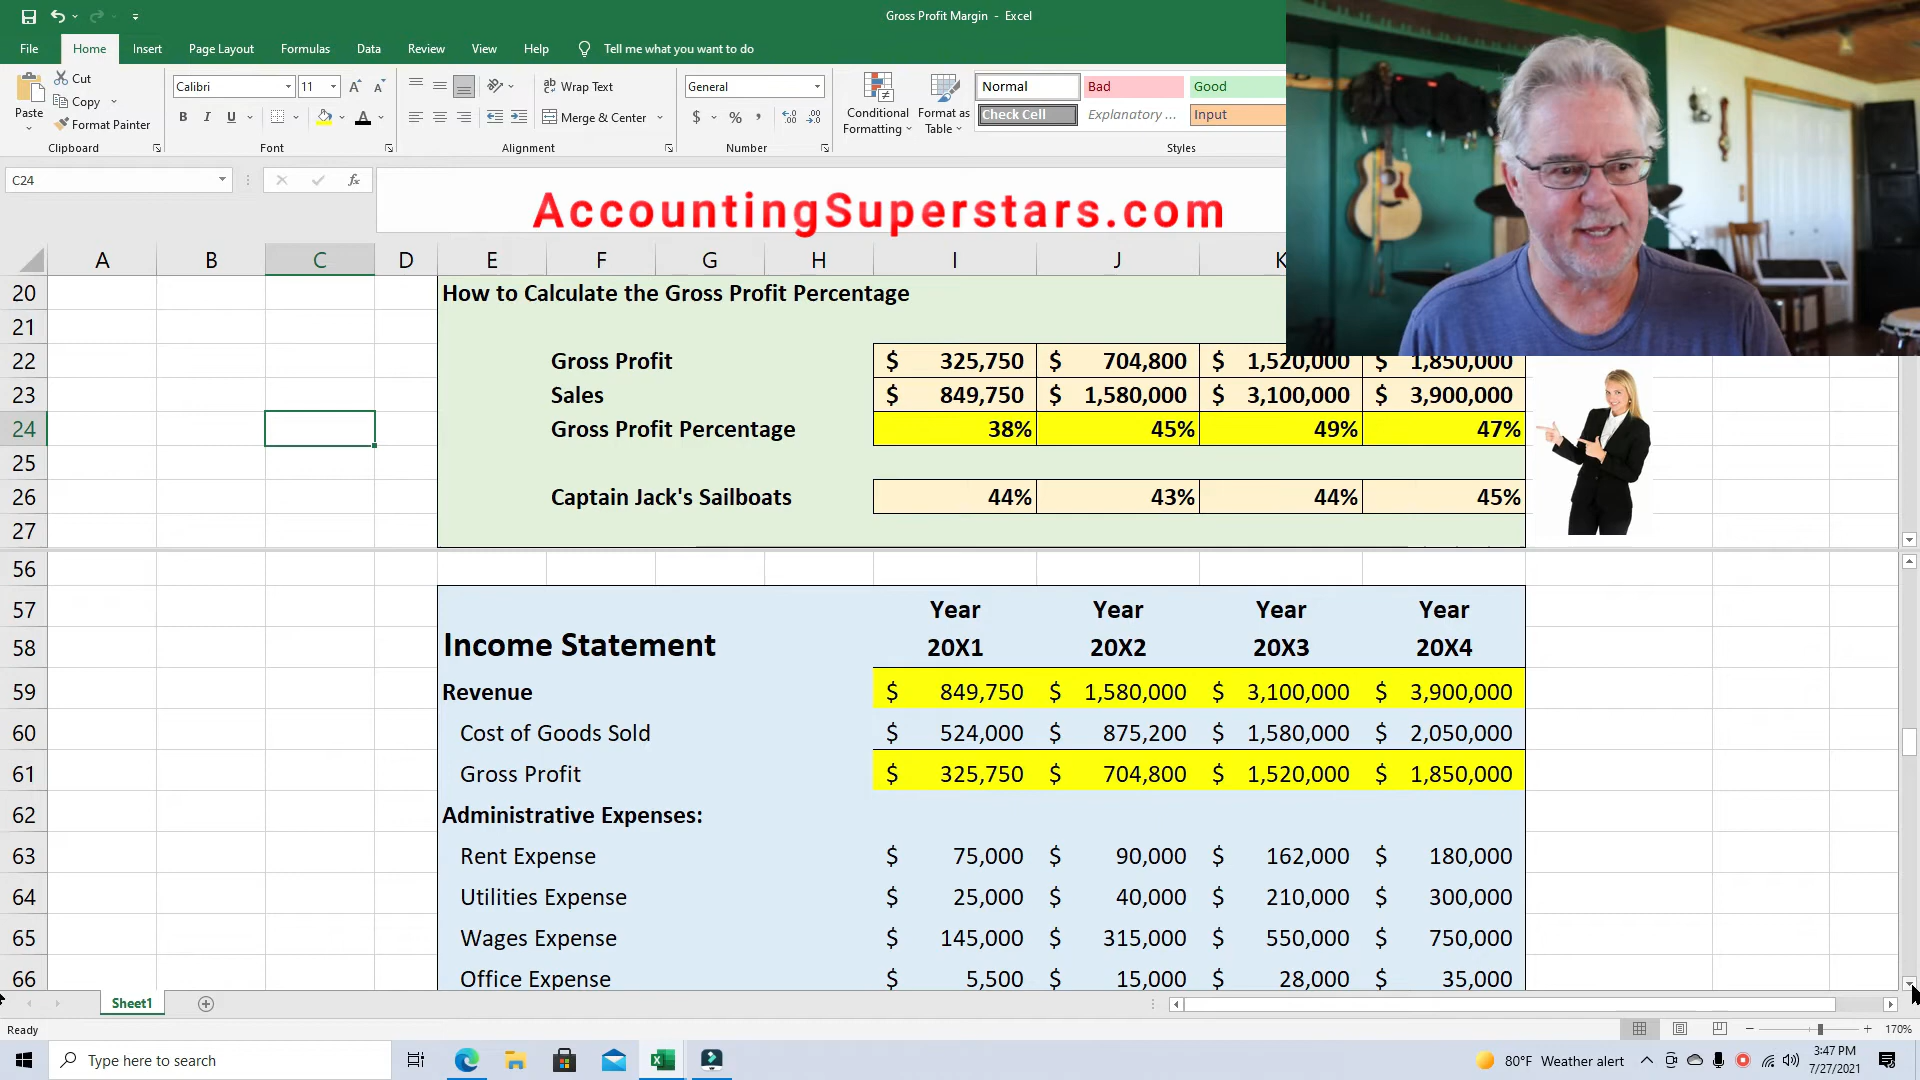 Gross Profit Margin - Excel
File Home Insert Page Layout Formulas Data Review View Help Tell me what you want to do
Paste
Cut
Copy
Format Painter
Clipboard
Calibri 11
B I U
Font
Wrap Text
Merge & Center
Alignment
General
$ % ,
Number
Conditional Formatting
Format as Table
Normal Bad Good
Check Cell Explanatory ... Input
Styles
C24
fx
AccountingSuperstars.com
A B C D E F G H I J K
20 How to Calculate the Gross Profit Percentage
21
22 Gross Profit $ 325,750 $ 704,800 $ 1,520,000 $ 1,850,000
23 Sales $ 849,750 $ 1,580,000 $ 3,100,000 $ 3,900,000
24 Gross Profit Percentage 38% 45% 49% 47%
25
26 Captain Jack's Sailboats 44% 43% 44% 45%
27
56
57 Year Year Year Year
58 Income Statement 20X1 20X2 20X3 20X4
59 Revenue $ 849,750 $ 1,580,000 $ 3,100,000 $ 3,900,000
60 Cost of Goods Sold $ 524,000 $ 875,200 $ 1,580,000 $ 2,050,000
61 Gross Profit $ 325,750 $ 704,800 $ 1,520,000 $ 1,850,000
62 Administrative Expenses:
63 Rent Expense $ 75,000 $ 90,000 $ 162,000 $ 180,000
64 Utilities Expense $ 25,000 $ 40,000 $ 210,000 $ 300,000
65 Wages Expense $ 145,000 $ 315,000 $ 550,000 $ 750,000
66 Office Expense $ 5,500 $ 15,000 $ 28,000 $ 35,000
Sheet1
Ready
170%
Type here to search
80°F Weather alert
3:47 PM
7/27/2021